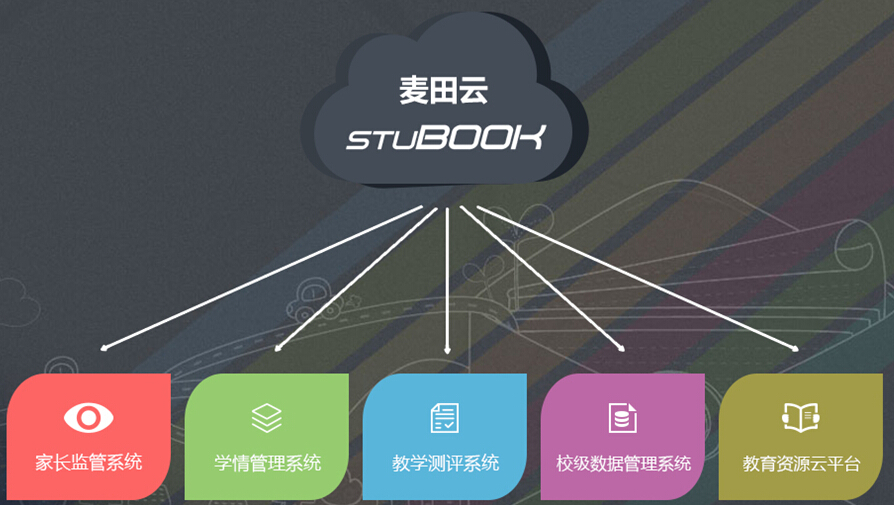 麦田云
STUBOOK
家长监管系统
学情管理系统
教学测评系统
校级数据管理系统
教育资源云平台